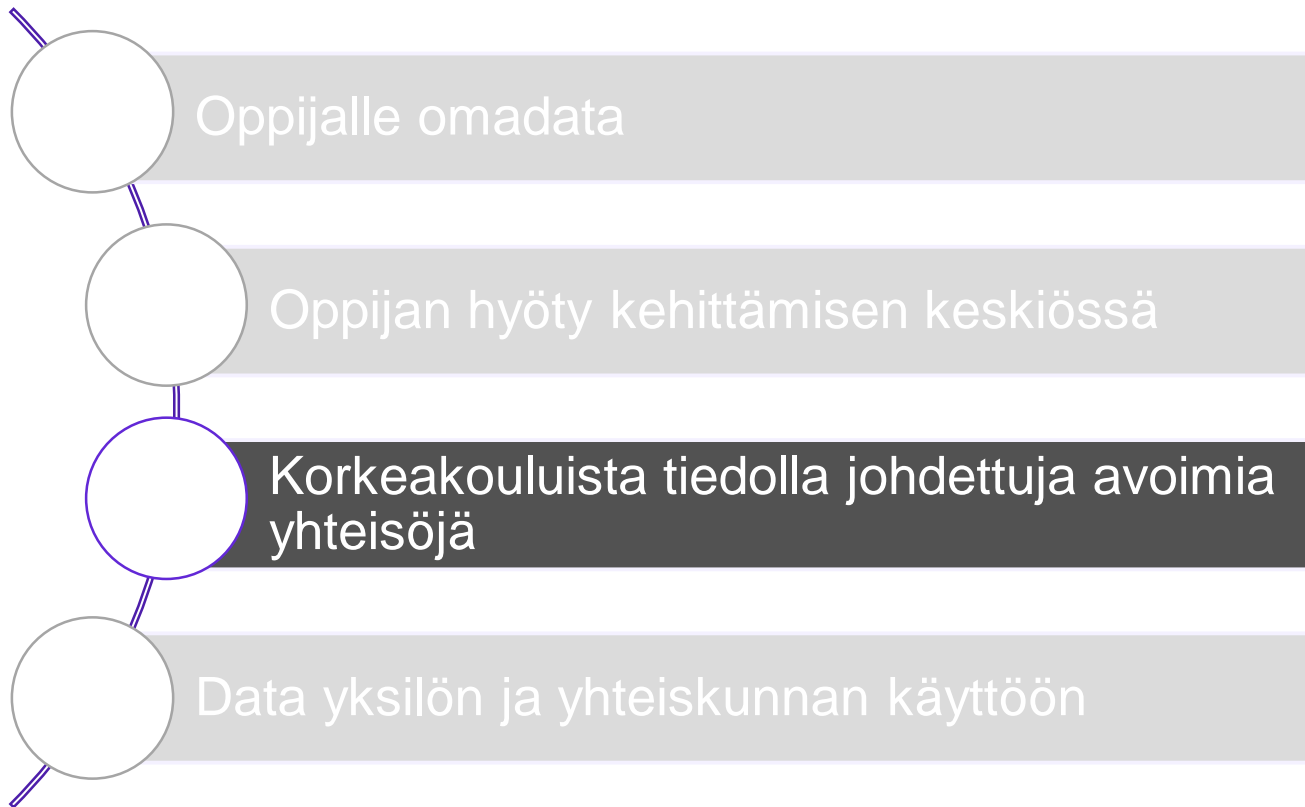 Oppijalle omadata
Oppijan hyöty kehittämisen keskiössä
Korkeakouluista tiedolla johdettuja avoimia
yhteisöjä
Data yksilön ja yhteiskunnan käyttöön